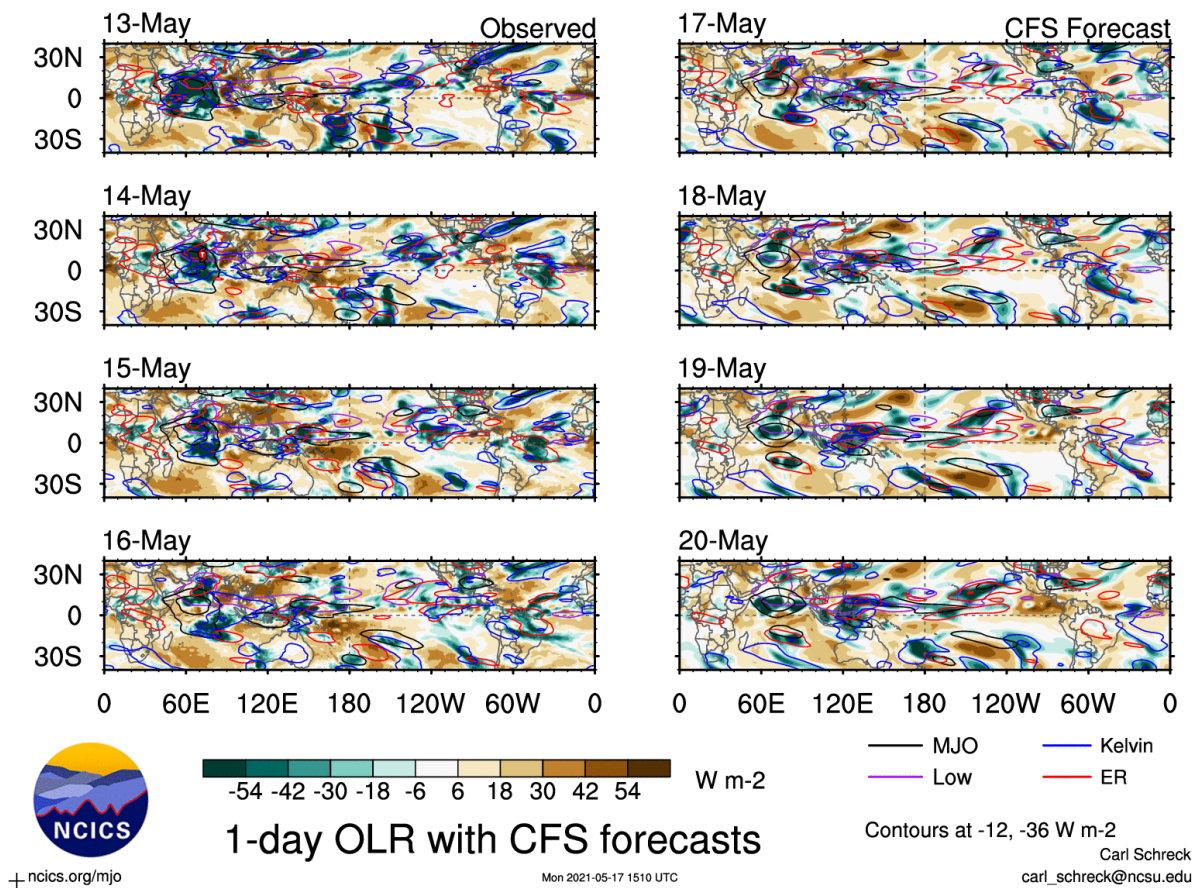 13-May Observed
30N
0
30S
14-May
30N
0
30S
15-May
30N
0
30S
16-May
30N
0
30S
0 60E 120E 180 120W 60W 0
17-May CFS Forecast
18-May
19-May
20-May
0 60E 120E 180 120W 60W 0
-54 -42 -30 -18 -6 6 18 30 42 54 W m-2
MJO Kelvin
Low ER
NCICS
1-day OLR with CFS forecasts
Contours at -12, -36 W m-2
Carl Schreck
ncics.org/mjo Mon 2021-05-17 1510 UTC carl_schreck@ncsu.edu